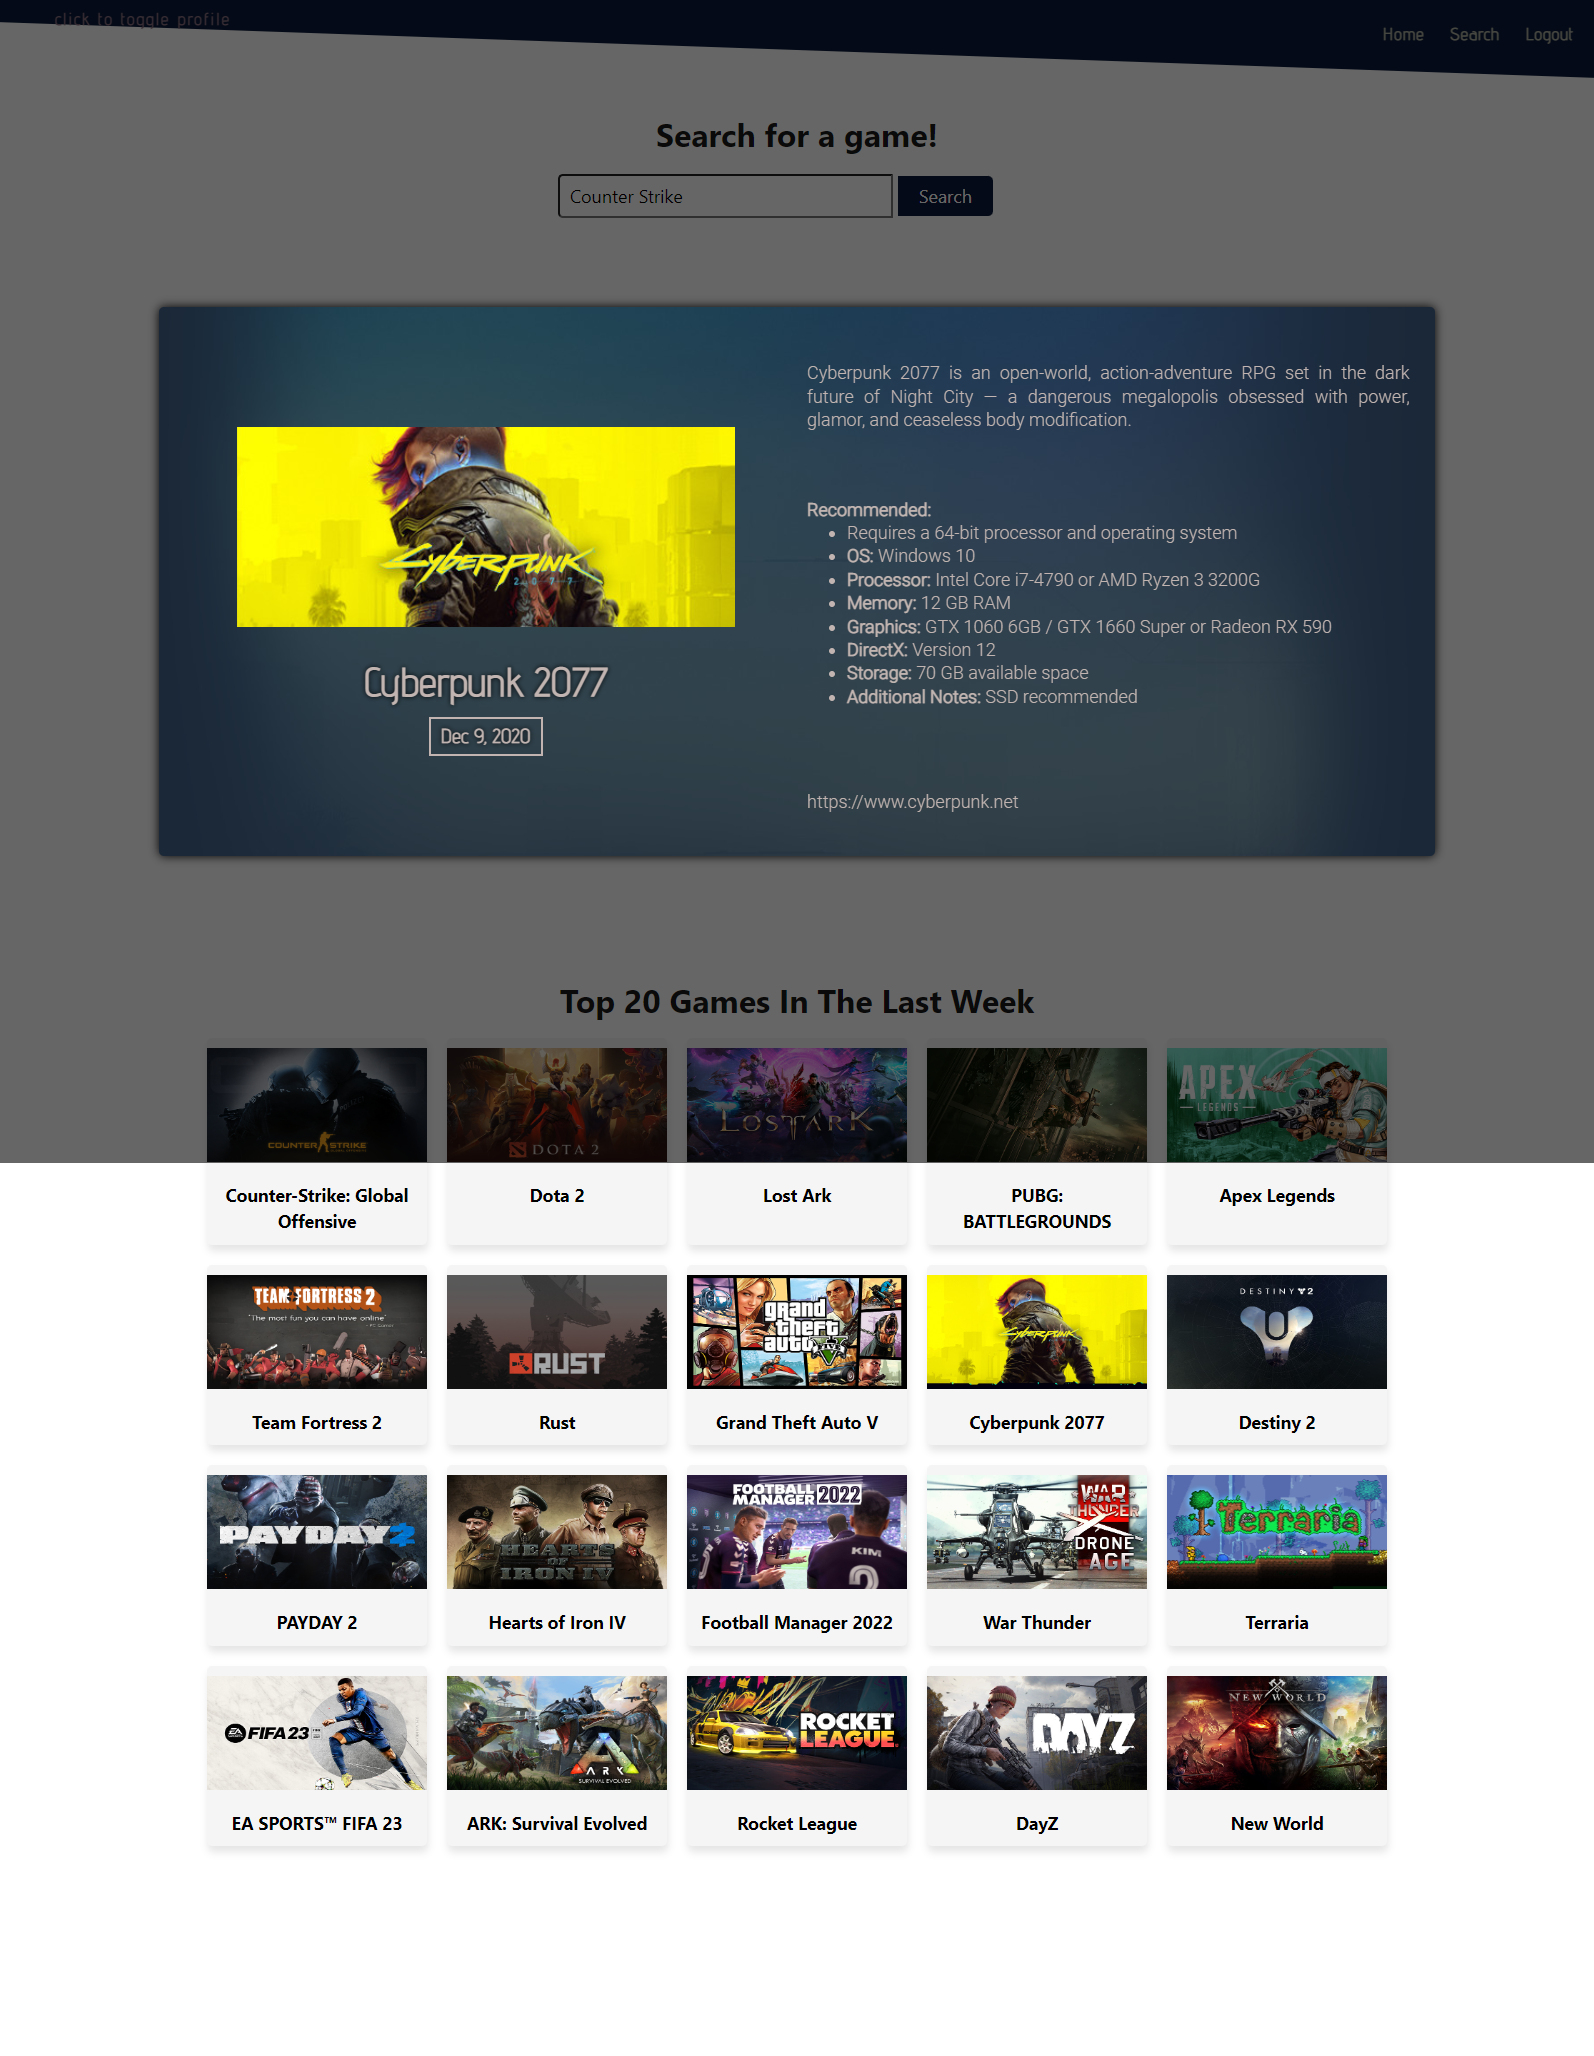 click to toggle profile
Home Search Logout
Search for a game!
Counter Strike
Search
Cyberpunk 2077 is an open-world, action-adventure RPG set in the dark
future of Night City — a dangerous megalopolis obsessed with power,
glamor, and ceaseless body modification.
CYBERPUNK
2077
Recommended:
Requires a 64-bit processor and operating system
OS: Windows 10
Processor: Intel Core i7-4790 or AMD Ryzen 3 3200G
Memory: 12 GB RAM
Graphics: GTX 1060 6GB / GTX 1660 Super or Radeon RX 590
DirectX: Version 12
Storage: 70 GB available space
Additional Notes: SSD recommended
Cyberpunk 2077
Dec 9, 2020
https://www.cyberpunk.net
Top 20 Games In The Last Week
COUNTER STRIKE
GLOBAL OFFENSIVE
DOTA 2
LOST ARK
APEX
LEGENDS
Counter-Strike: Global
Offensive
Dota 2
Lost Ark
PUBG:
BATTLEGROUNDS
Apex Legends
TEAM FORTRESS 2
"The most fun you can have online"
- PC Gamer
RUST
grand
theft
auto
V
FIVE
CYBERPUNK
DESTINY 2
Team Fortress 2
Rust
Grand Theft Auto V
Cyberpunk 2077
Destiny 2
PAYDAY 2
HEARTS
OF
IRON IV
FOOTBALL
MANAGER 2022
KIM
WAR
THUNDER
DRONE
AGE
Terraria
PAYDAY 2
Hearts of Iron IV
Football Manager 2022
War Thunder
Terraria
EA
SPORTS
FIFA 23
ARK
SURVIVAL EVOLVED
ROCKET
LEAGUE
DAYZ
NEW WORLD
EA SPORTS™ FIFA 23
ARK: Survival Evolved
Rocket League
DayZ
New World